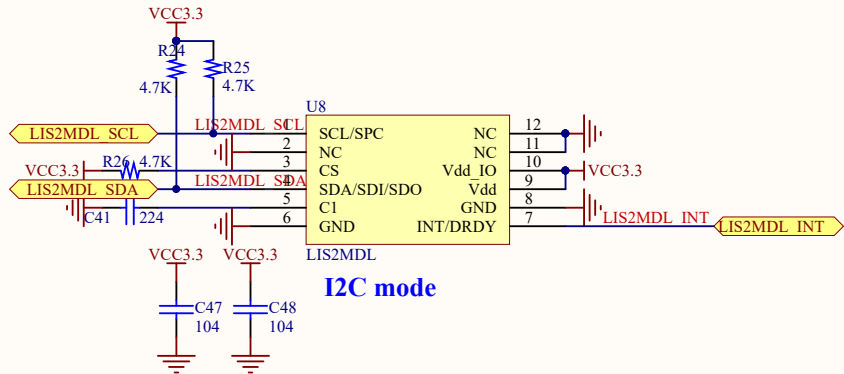 VCC3.3
R24
4.7K
R25
4.7K
U8
LIS2MDL_SCL
LIS2MDL_SCL
1
SCL/SPC
NC
12
2
NC
NC
11
VCC3.3
R26
4.7K
3
CS
Vdd_IO
10
VCC3.3
LIS2MDL_SDA
LIS2MDL_SDA
4
SDA/SDI/SDO
Vdd
9
C41
224
5
C1
GND
8
6
GND
INT/DRDY
7
LIS2MDL_INT
LIS2MDL_INT
LIS2MDL
VCC3.3
VCC3.3
I2C mode
C47
104
C48
104